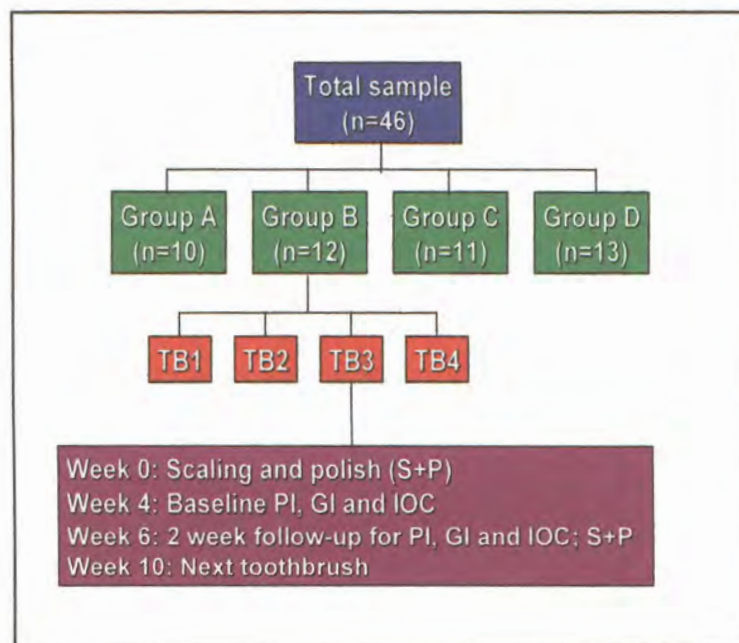 Total sample
(n=46)
Group A
(n=10)
Group B
(n=12)
Group C
(n=11)
Group D
(n=13)
TB1
TB2
TB3
TB4
Week 0: Scaling and polish (S+P)
Week 4: Baseline PI, GI and IOC
Week 6: 2 week follow-up for PI, GI and IOC; S+P
Week 10: Next toothbrush